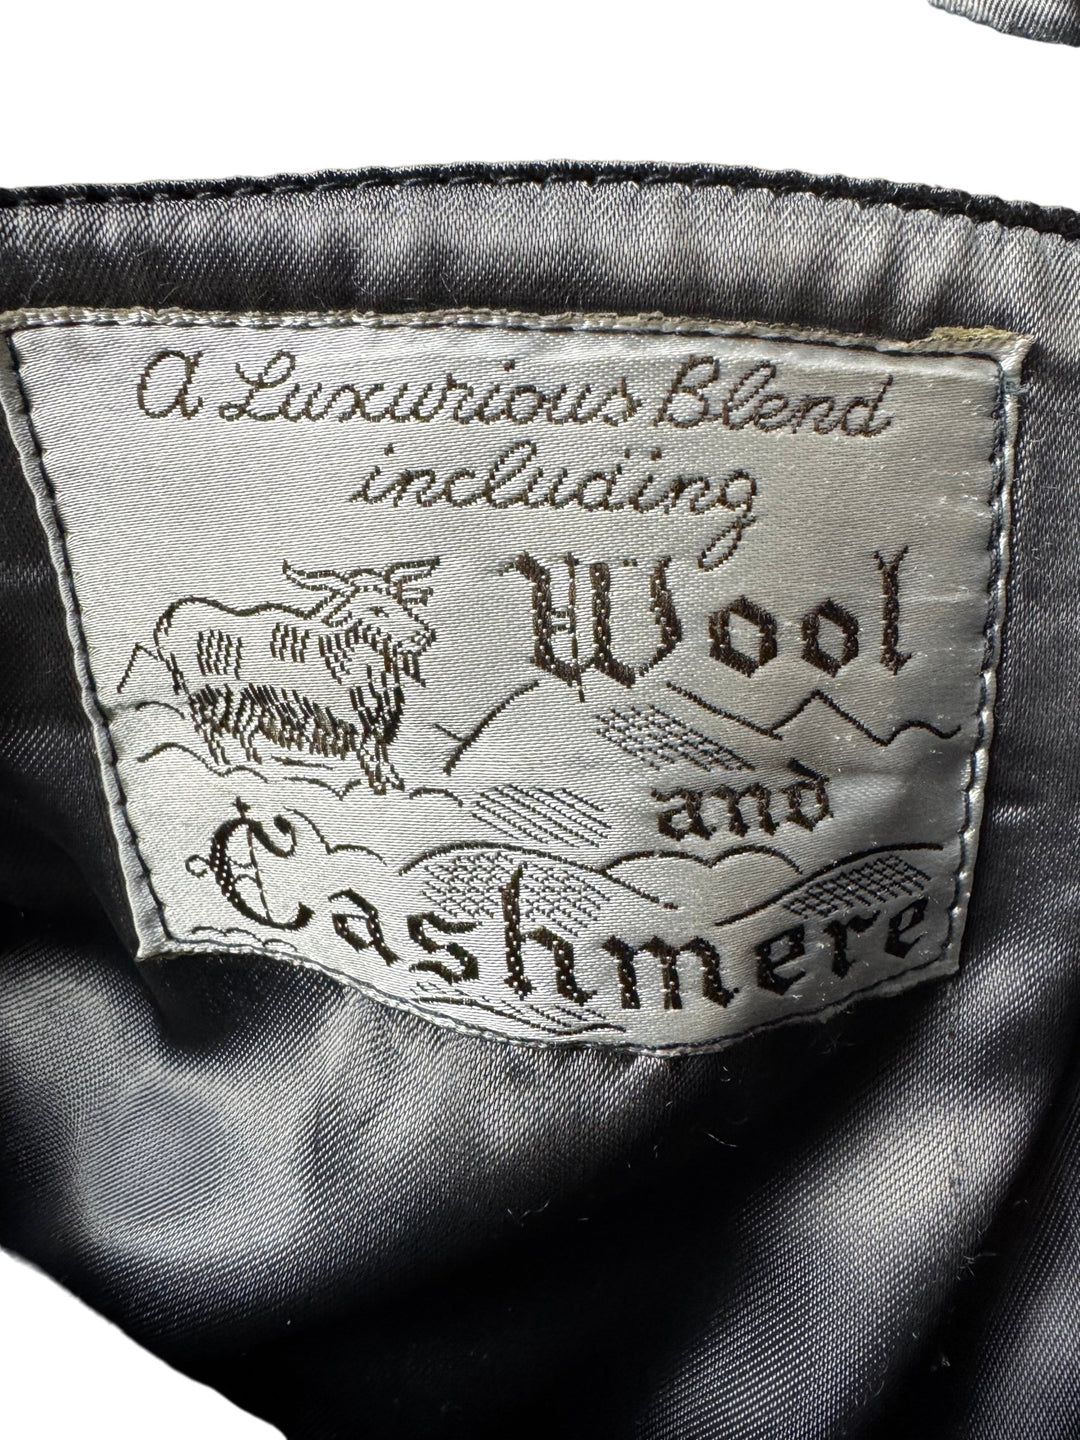 A Luxurious Blend
including
Wool
and
Cashmere